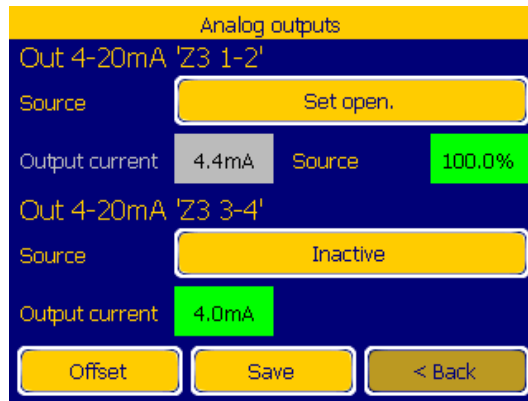 Analog outputs
Out 4-20mA 'Z3 1-2'
Source Set open.
Output current 4.4mA Source 100.0%
Out 4-20mA 'Z3 3-4'
Source Inactive
Output current 4.0mA
Offset Save < Back